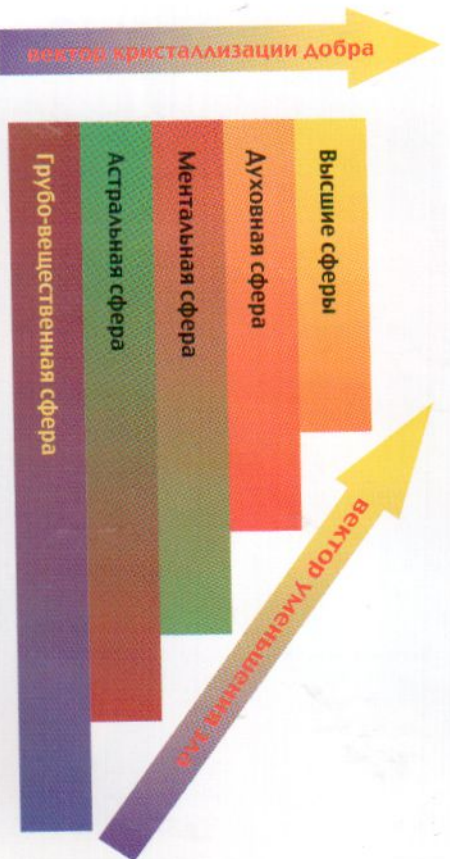 вектор кристаллизации добра
Высшие сферы
Духовная сфера
Ментальная сфера
Астральная сфера
Грубо-вещественная сфера
вектор уменьшения зла